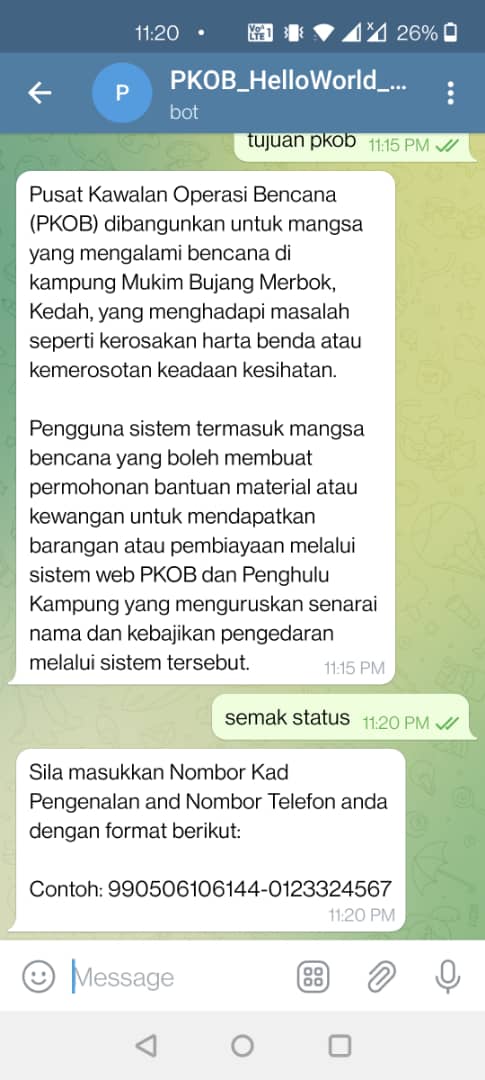 11:20 • Vo LTE 1 26%
P PKOB_HelloWorld_...
bot
tujuan pkob 11:15 PM
Pusat Kawalan Operasi Bencana
(PKOB) dibangunkan untuk mangsa
yang mengalami bencana di
kampung Mukim Bujang Merbok,
Kedah, yang menghadapi masalah
seperti kerosakan harta benda atau
kemerosotan keadaan kesihatan.
Pengguna sistem termasuk mangsa
bencana yang boleh membuat
permohonan bantuan material atau
kewangan untuk mendapatkan
barangan atau pembiayaan melalui
sistem web PKOB dan Penghulu
Kampung yang menguruskan senarai
nama dan kebajikan pengedaran
melalui sistem tersebut. 11:15 PM
semak status 11:20 PM
Sila masukkan Nombor Kad
Pengenalan and Nombor Telefon anda
dengan format berikut:
Contoh: 990506106144-0123324567
11:20 PM
Message